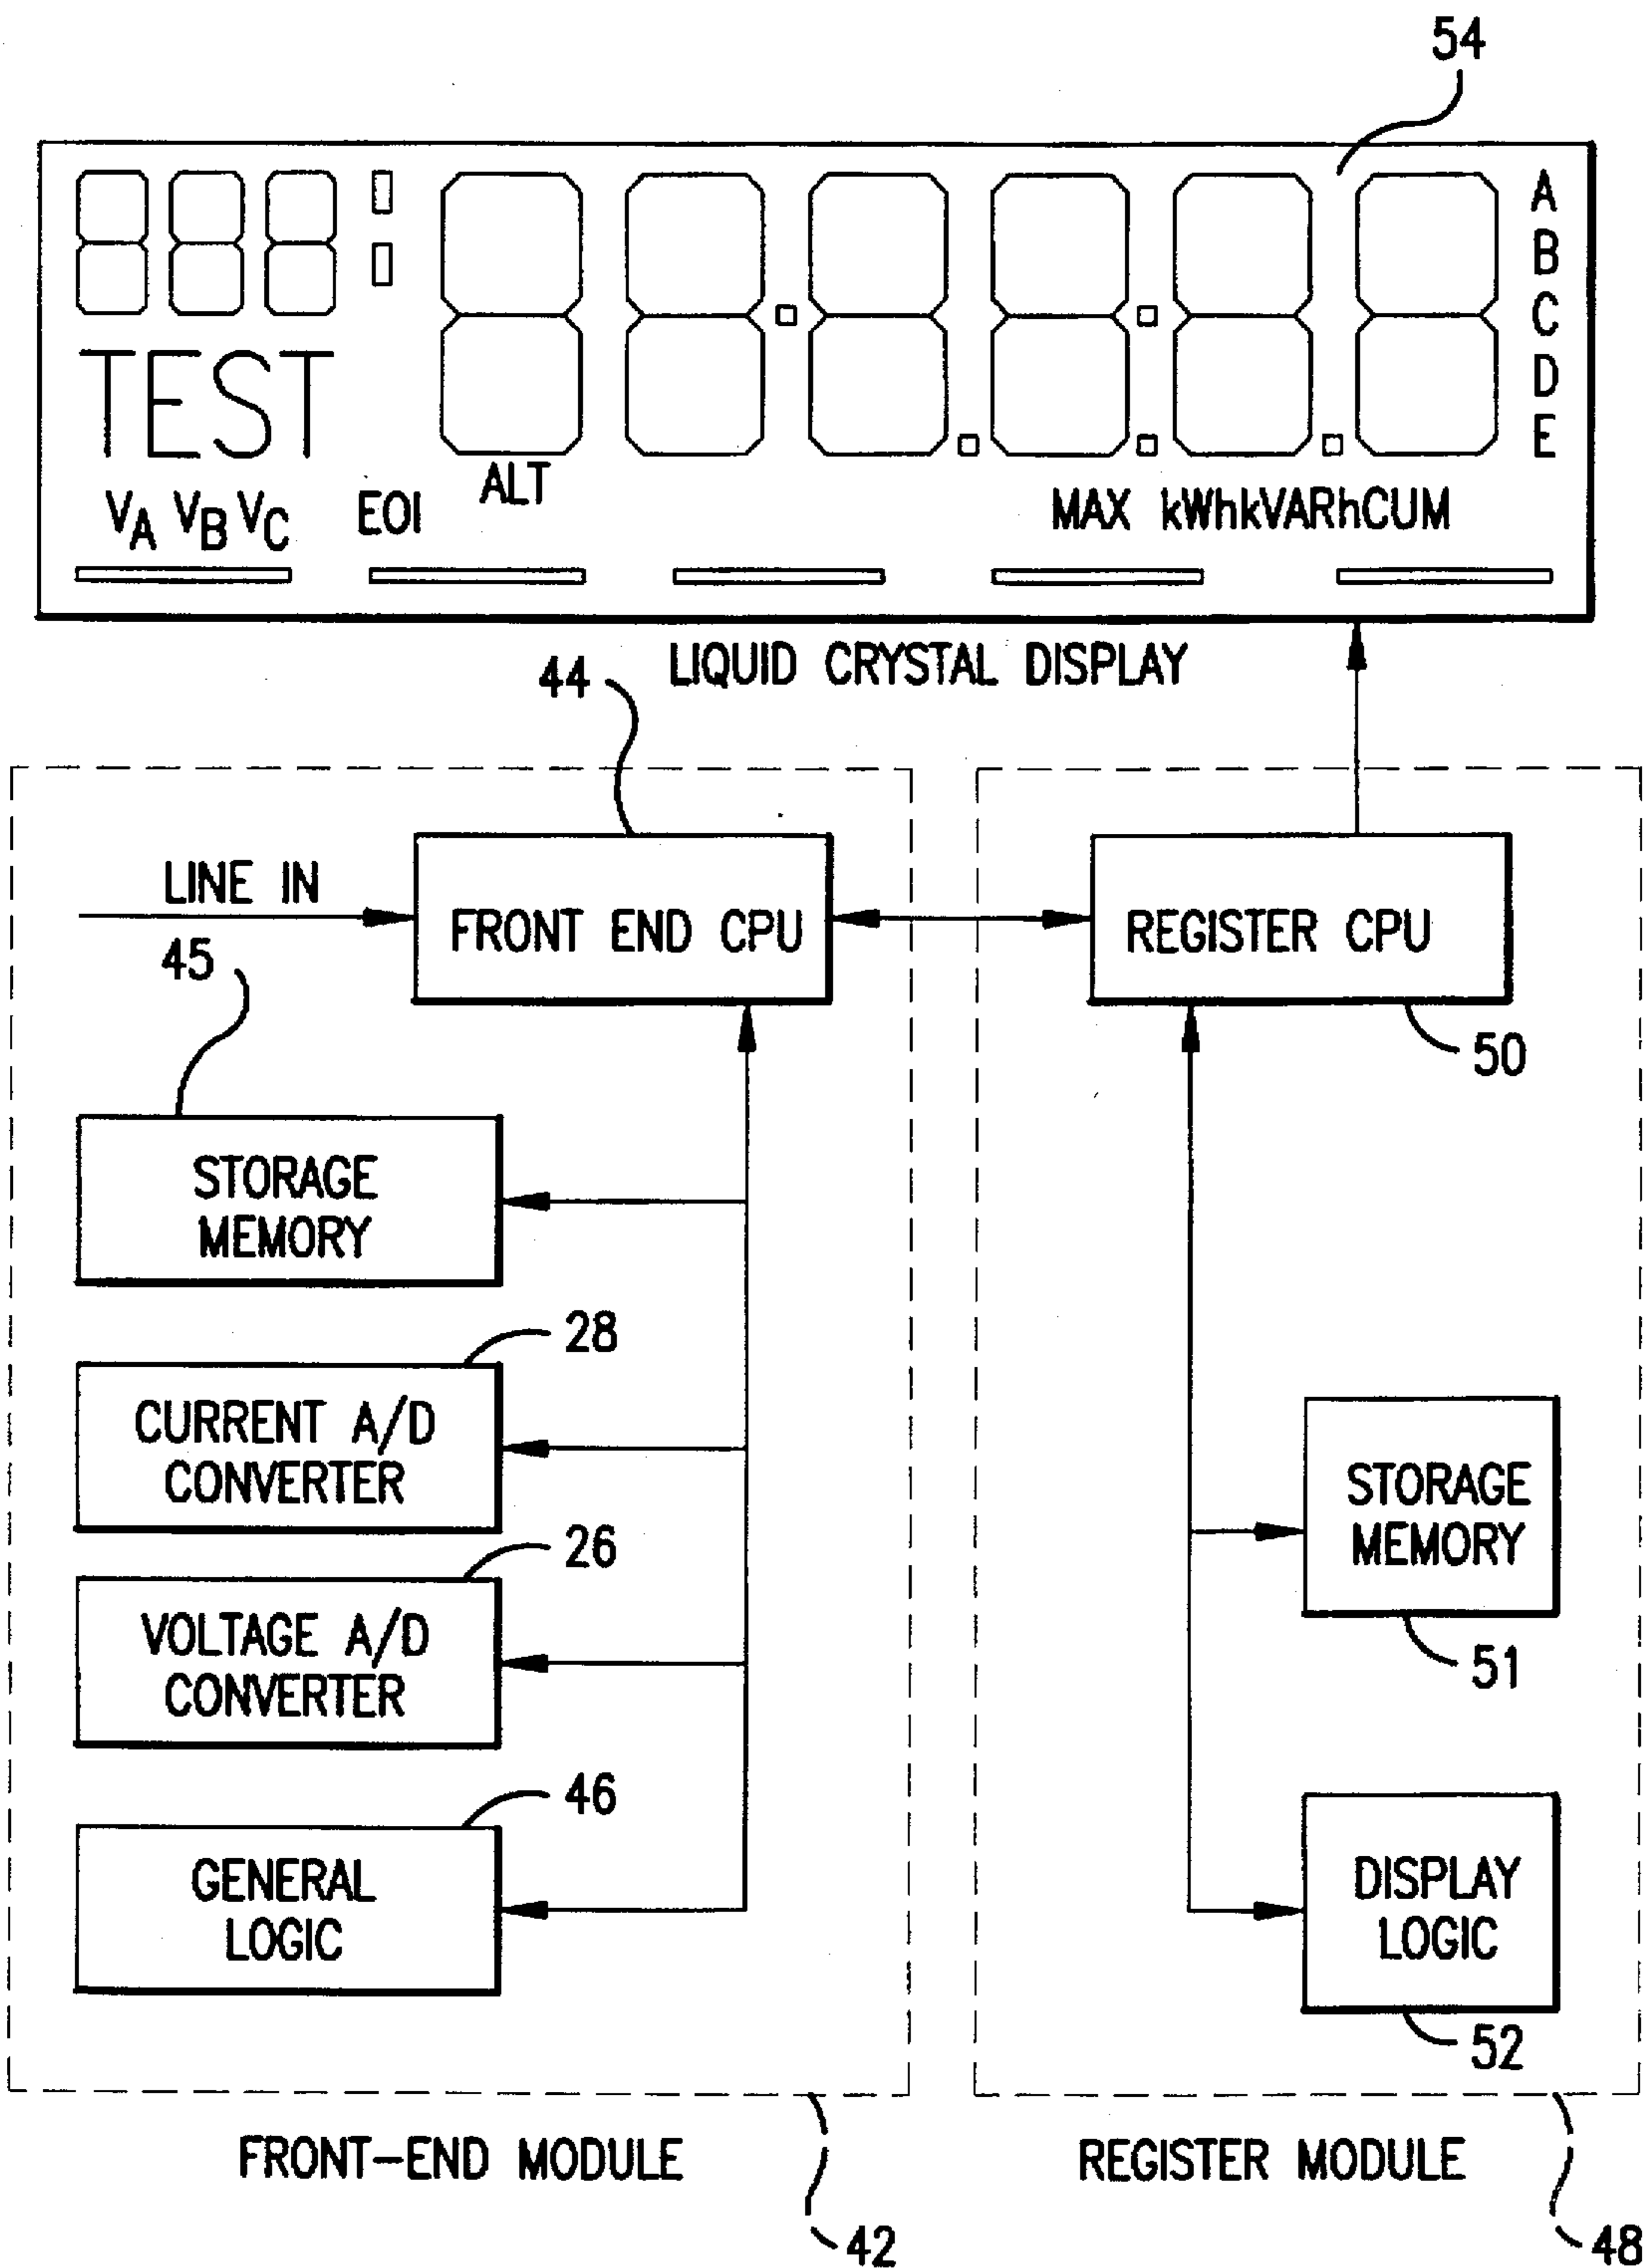 54
A
B
C
D
E
TEST
ALT
VA VB VC EOI MAX kWhkVARhCUM
LIQUID CRYSTAL DISPLAY
44
LINE IN
FRONT END CPU
REGISTER CPU
45
50
STORAGE
MEMORY
28
CURRENT A/D
CONVERTER
STORAGE
MEMORY
26
51
VOLTAGE A/D
CONVERTER
46
GENERAL
LOGIC
DISPLAY
LOGIC
52
FRONT-END MODULE
REGISTER MODULE
42
48